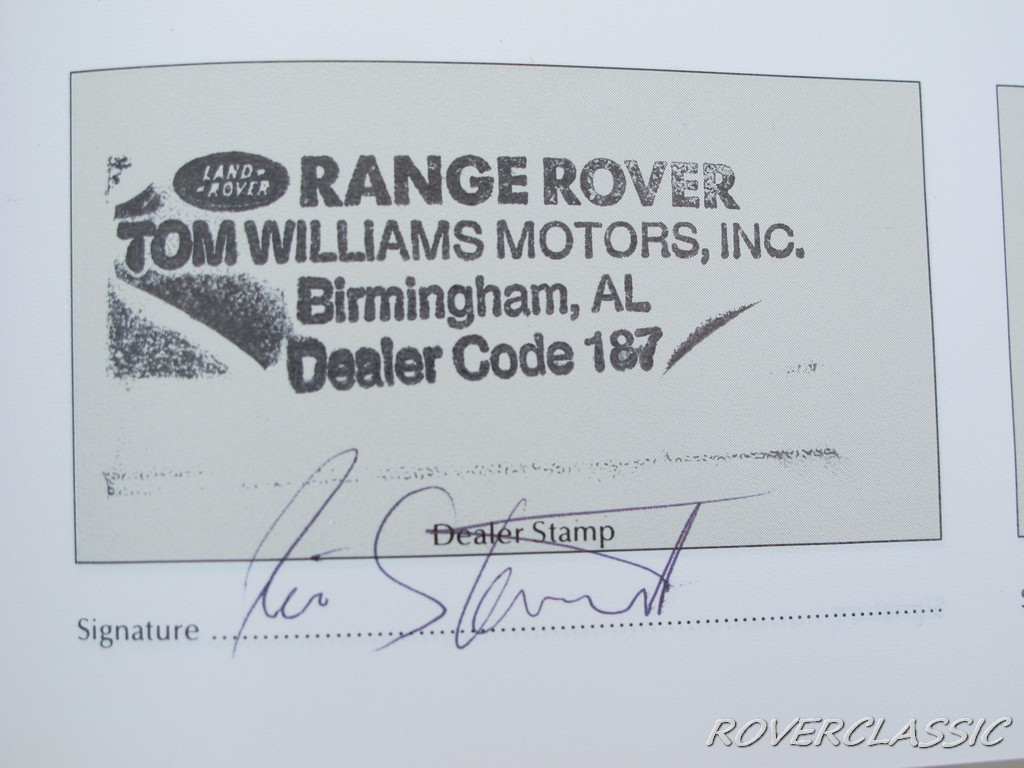 LAND-
-ROVER
RANGE ROVER
TOM WILLIAMS MOTORS, INC.
Birmingham, AL
Dealer Code 187
Dealer Stamp
Signature
ROVERCLASSIC